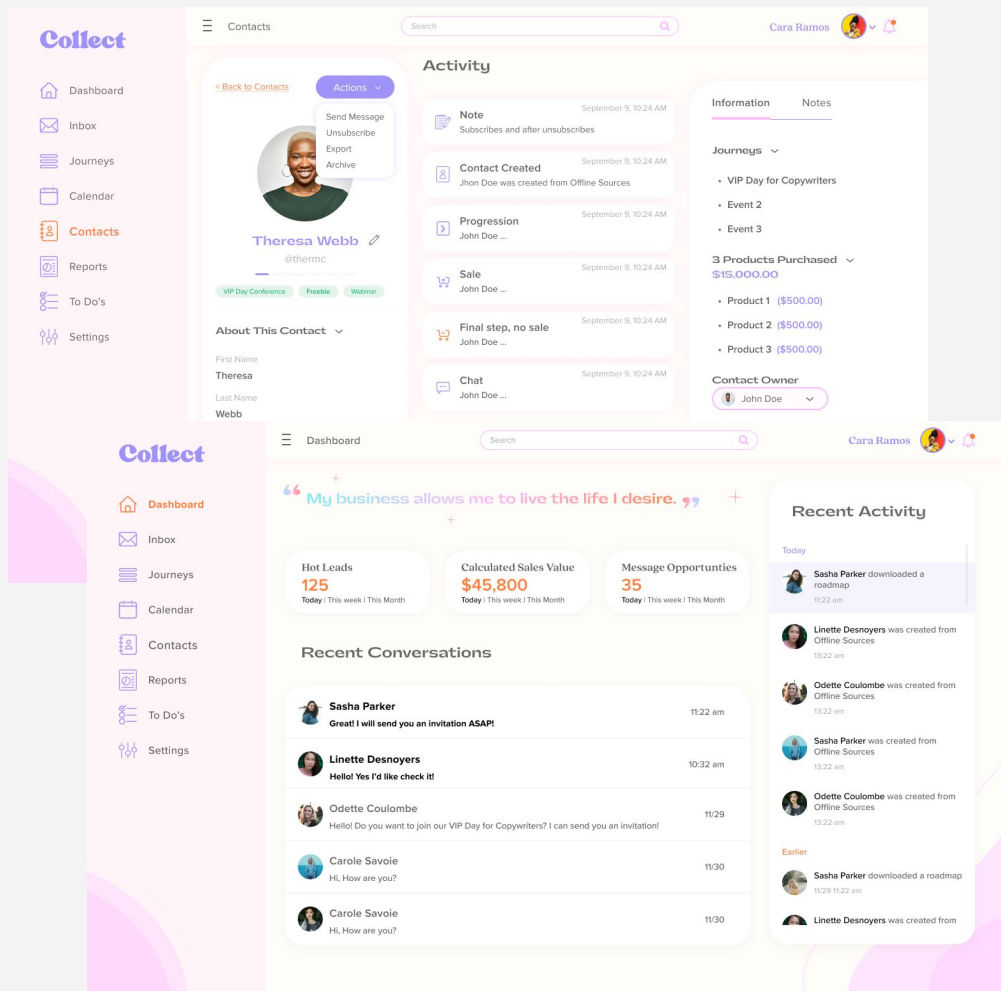 Collect
Dashboard
Inbox
Journeys
Calendar
Contacts
Reports
To Do's
Settings
Contacts
Search
Cara Ramos
< Back to Contacts
Actions
Send Message
Unsubscribe
Export
Archive
Theresa Webb
@thermc
VIP Day Conference
Freebie
Webinar
About This Contact
First Name
Theresa
Last Name
Webb
Activity
September 9, 10:24 AM
Note
Subscribes and after unsubscribes
September 9, 10:24 AM
Contact Created
Jhon Doe was created from Offline Sources
September 9, 10:24 AM
Progression
John Doe ...
September 9, 10:24 AM
Sale
John Doe ...
September 9, 10:24 AM
Final step, no sale
John Doe ...
September 9, 10:24 AM
Chat
John Doe ...
Information
Notes
Journeys
• VIP Day for Copywriters
• Event 2
• Event 3
3 Products Purchased
$15,000.00
• Product 1 ($500.00)
• Product 2 ($500.00)
• Product 3 ($500.00)
Contact Owner
John Doe
Collect
Dashboard
Inbox
Journeys
Calendar
Contacts
Reports
To Do's
Settings
Dashboard
Search
Cara Ramos
“ My business allows me to live the life I desire. ”
Hot Leads
125
Today | This week | This Month
Calculated Sales Value
$45,800
Today | This week | This Month
Message Opportunties
35
Today | This week | This Month
Recent Conversations
Sasha Parker
Great! I will send you an invitation ASAP!
11:22 am
Linette Desnoyers
Hello! Yes I'd like check it!
10:32 am
Odette Coulombe
Hello! Do you want to join our VIP Day for Copywriters? I can send you an invitation!
11/29
Carole Savoie
Hi, How are you?
11/30
Carole Savoie
Hi, How are you?
11/30
Recent Activity
Today
Sasha Parker downloaded a
roadmap
11:22 am
Linette Desnoyers was created from
Offline Sources
13:22 am
Odette Coulombe was created from
Offline Sources
13:22 am
Sasha Parker was created from
Offline Sources
13:22 am
Odette Coulombe was created from
Offline Sources
13:22 am
Earlier
Sasha Parker downloaded a roadmap
11/29 11:22 am
Linette Desnoyers was created from